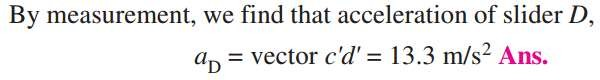 By measurement, we find that acceleration of slider D,
aD = vector c'd' = 13.3 m/s² Ans.